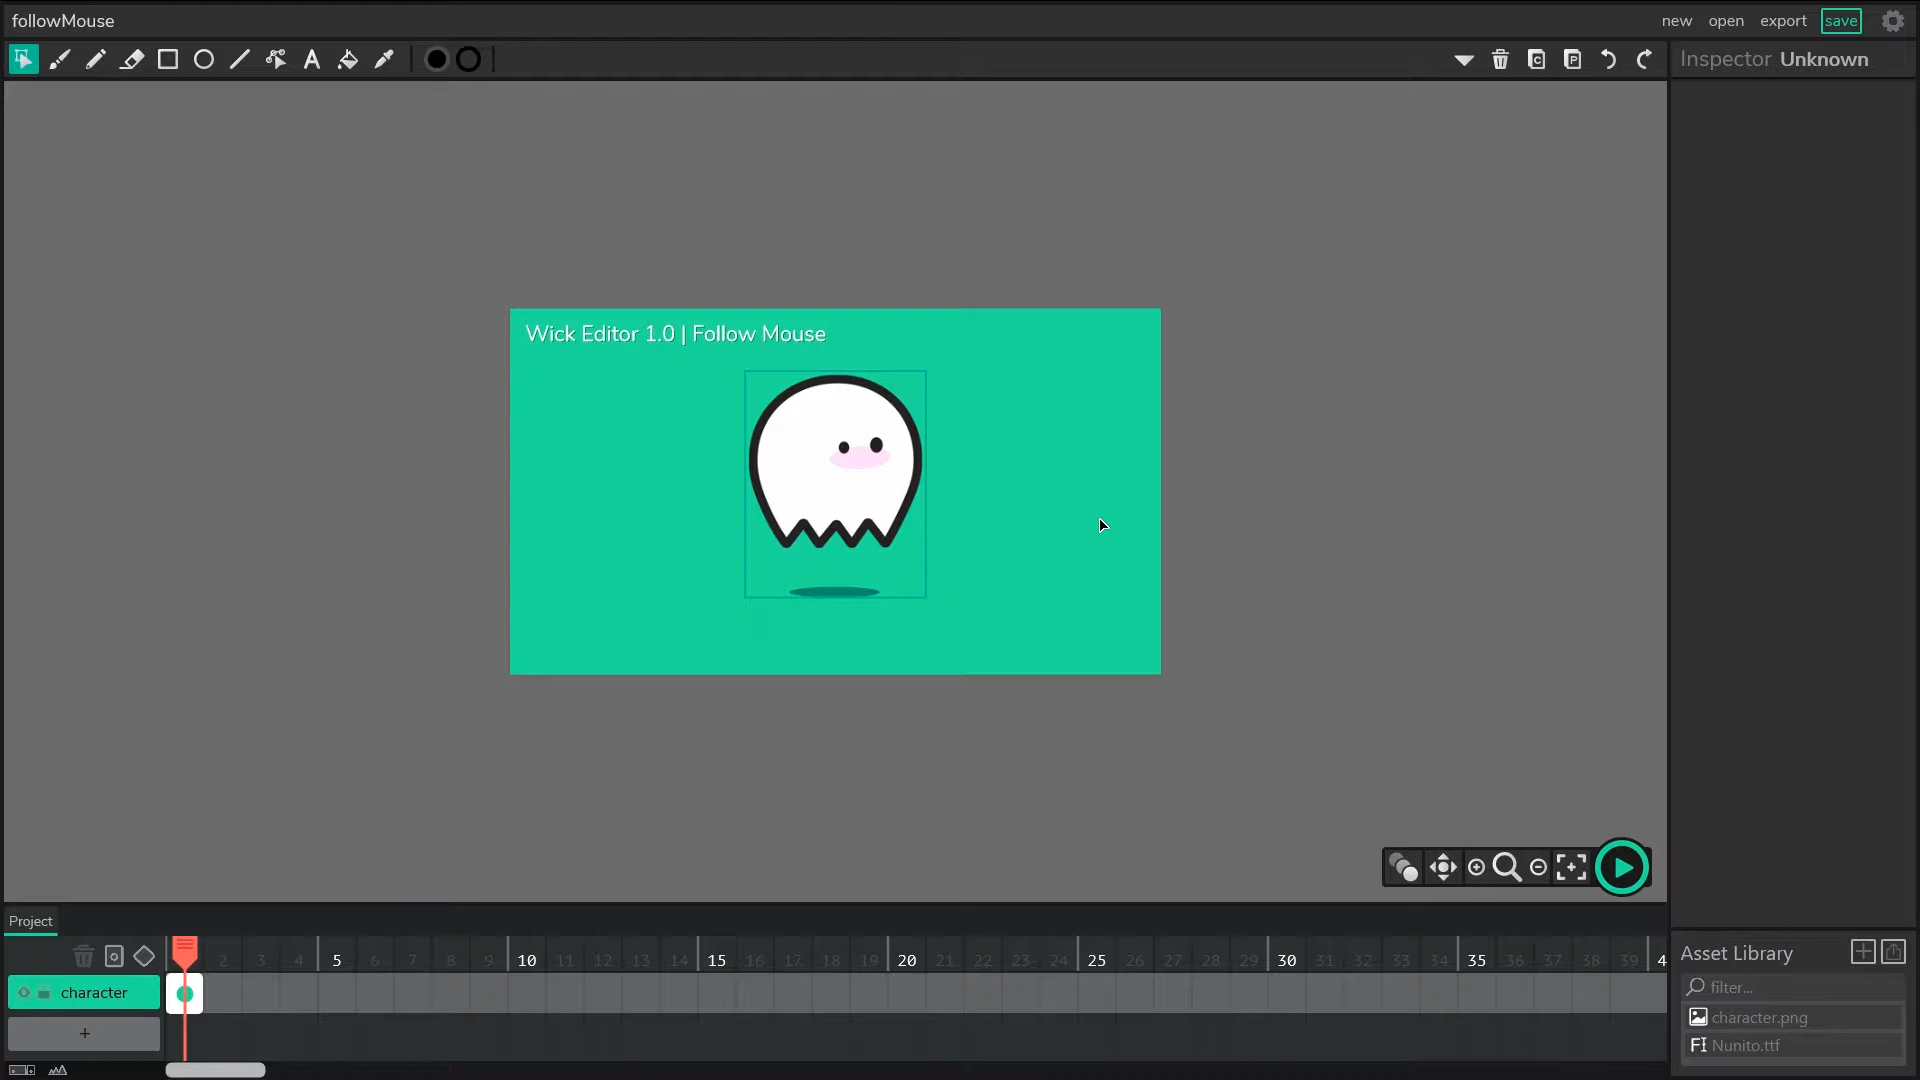 followMouse
new open export save
A
Inspector Unknown
Wick Editor 1.0 | Follow Mouse
Project
2 3 4 5 6 7 8 9 10 11 12 13 14 15 16 17 18 19 20 21 22 23 24 25 26 27 28 29 30 31 32 33 34 35 36 37 38 39 4
character
+
Asset Library
filter...
character.png
Nunito.ttf